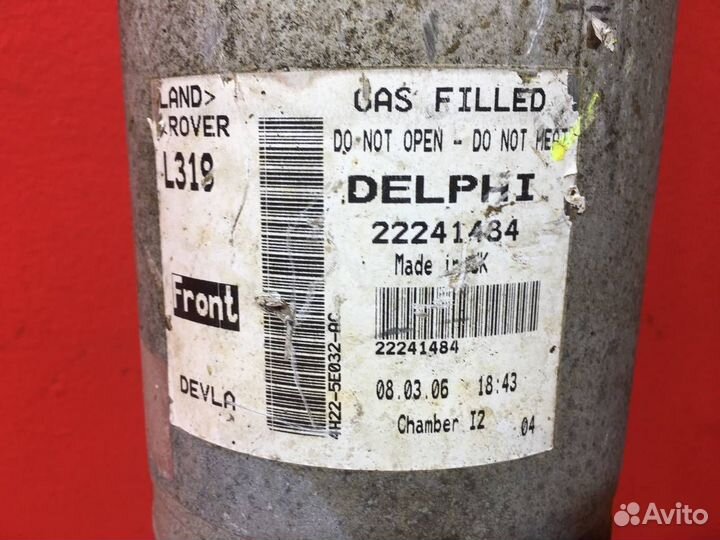 LAND>
<ROVER
L319
Front
DEVLA
4H22-5E032-AC
GAS FILLED
DO NOT OPEN - DO NOT HEAT
DELPHI
22241484
Made in UK
22241484
08.03.06 18:43
Chamber I2 04
Avito